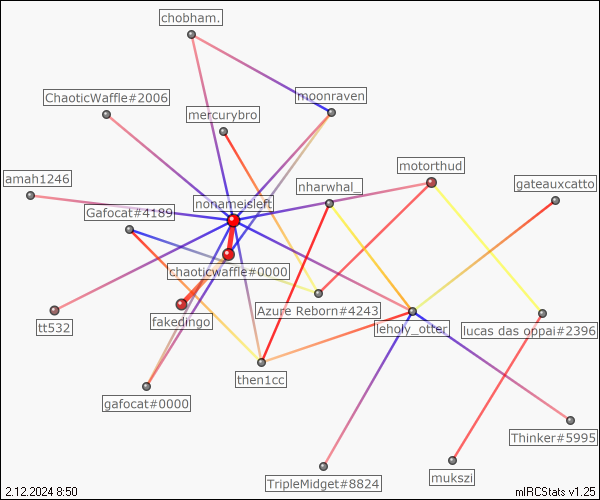 chobham.
ChaoticWaffle#2006
moonraven
mercurybro
motorthud
amah1246
nharwhal_
gateauxcatto
nonameisleft
Gafocat#4189
chaoticwaffle#0000
Azure Reborn#4243
fakedingo
tt532
leholy_otter
lucas das oppai#2396
then1cc
gafocat#0000
Thinker#5995
mukszi
TripleMidget#8824
2.12.2024 8:50
mIRCStats v1.25